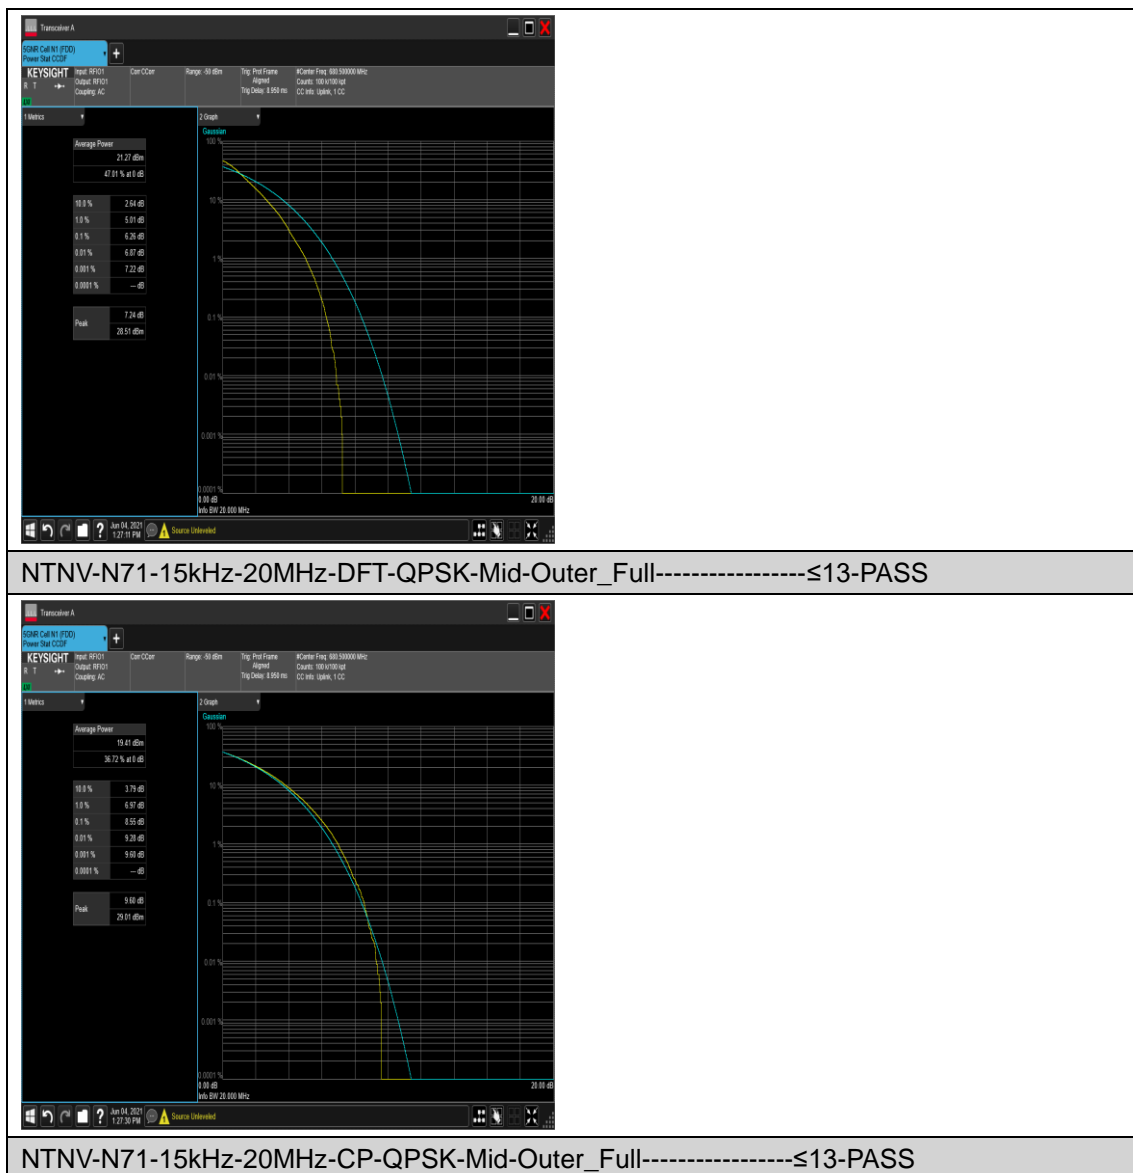 Transceiver A
5GNR Cell N1 (FDD)
Power Stat CCDF
+
KEYSIGHT
R T
Input: RFIO1
Output: RFIO1
Coupling: AC
Corr CCorr
Range: -50 dBm
Trig: Prot Frame
Aligned
Trig Delay: 8.950 ms
#Center Freq: 680.500000 MHz
Counts: 100 k/100 kpt
CC Info: Uplink, 1 CC
1 Metrics
2 Graph
Average Power
21.27 dBm
47.01 % at 0 dB
10.0 % 2.64 dB
1.0 % 5.01 dB
0.1 % 6.26 dB
0.01 % 6.87 dB
0.001 % 7.22 dB
0.0001 % --- dB
Peak
7.24 dB
28.51 dBm
Gaussian
100 %
10 %
1 %
0.1 %
0.01 %
0.001 %
0.0001 %
0.00 dB
20.00 dB
Info BW 20.000 MHz
?
Jun 04, 2021
1:27:11 PM
Source Unleveled
NTNV-N71-15kHz-20MHz-DFT-QPSK-Mid-Outer_Full-----------------≤13-PASS
Transceiver A
5GNR Cell N1 (FDD)
Power Stat CCDF
+
KEYSIGHT
R T
Input: RFIO1
Output: RFIO1
Coupling: AC
Corr CCorr
Range: -50 dBm
Trig: Prot Frame
Aligned
Trig Delay: 8.950 ms
#Center Freq: 680.500000 MHz
Counts: 100 k/100 kpt
CC Info: Uplink, 1 CC
1 Metrics
2 Graph
Average Power
19.41 dBm
36.72 % at 0 dB
10.0 % 3.79 dB
1.0 % 6.97 dB
0.1 % 8.55 dB
0.01 % 9.28 dB
0.001 % 9.60 dB
0.0001 % --- dB
Peak
9.60 dB
29.01 dBm
Gaussian
100 %
10 %
1 %
0.1 %
0.01 %
0.001 %
0.0001 %
0.00 dB
20.00 dB
Info BW 20.000 MHz
?
Jun 04, 2021
1:27:30 PM
Source Unleveled
NTNV-N71-15kHz-20MHz-CP-QPSK-Mid-Outer_Full-----------------≤13-PASS